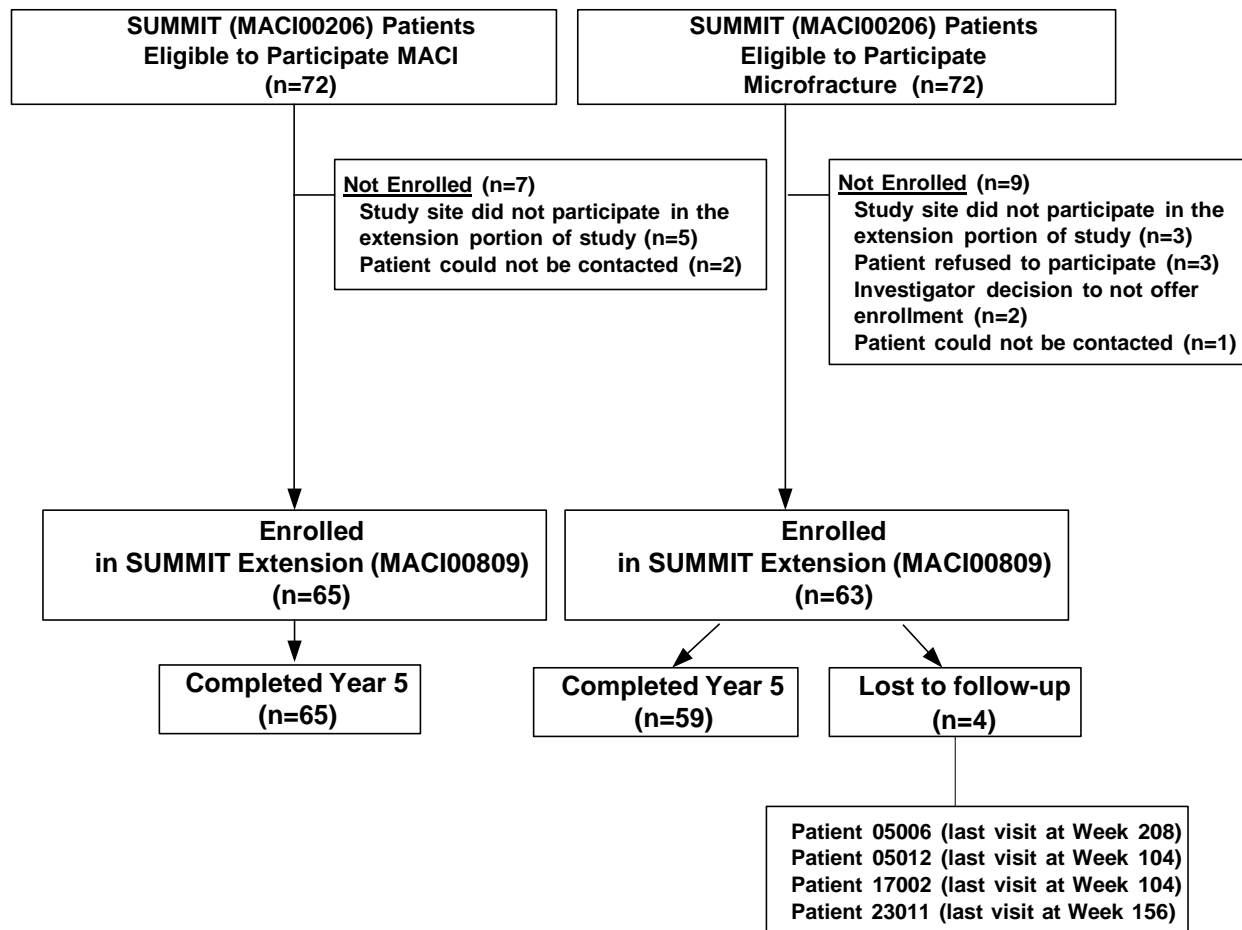 SUMMIT (MACI00206) Patients
Eligible to Participate MACI
(n=72)
SUMMIT (MACI00206) Patients
Eligible to Participate
Microfracture (n=72)
Not Enrolled (n=7)
Study site did not participate in the
extension portion of study (n=5)
Patient could not be contacted (n=2)
Not Enrolled (n=9)
Study site did not participate in the
extension portion of study (n=3)
Patient refused to participate (n=3)
Investigator decision to not offer
enrollment (n=2)
Patient could not be contacted (n=1)
Enrolled
in SUMMIT Extension (MACI00809)
(n=65)
Enrolled
in SUMMIT Extension (MACI00809)
(n=63)
Completed Year 5
(n=65)
Completed Year 5
(n=59)
Lost to follow-up
(n=4)
Patient 05006 (last visit at Week 208)
Patient 05012 (last visit at Week 104)
Patient 17002 (last visit at Week 104)
Patient 23011 (last visit at Week 156)